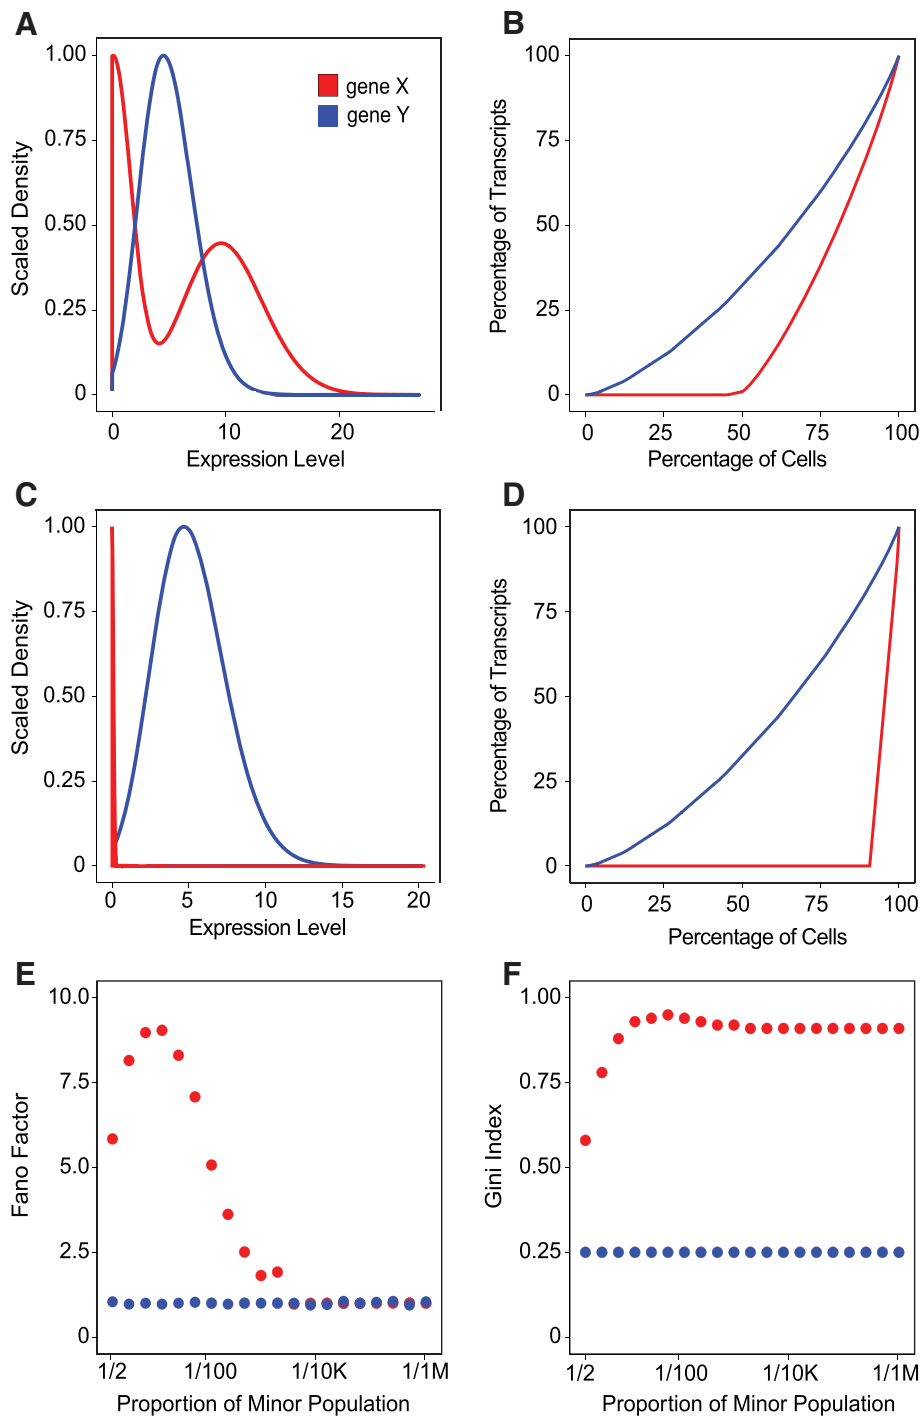 A
1.00
0.75
0.50
0.25
0
Scaled Density
gene X
gene Y
0 10 20
Expression Level
B
100
75
50
25
0
Percentage of Transcripts
0 25 50 75 100
Percentage of Cells
C
1.00
0.75
0.50
0.25
0
Scaled Density
0 5 10 15 20
Expression Level
D
100
75
50
25
0
Percentage of Transcripts
0 25 50 75 100
Percentage of Cells
E
10.0
7.5
5.0
2.5
0
Fano Factor
1/2 1/100 1/10K 1/1M
Proportion of Minor Population
F
1.00
0.75
0.50
0.25
0
Gini Index
1/2 1/100 1/10K 1/1M
Proportion of Minor Population